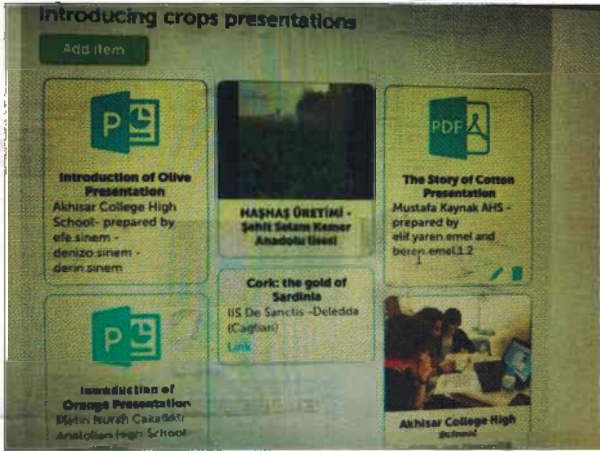 Introducing crops presentations
Add item
P
Introduction of Olive
Presentation
Akhisar College High
School- prepared by
efe.sinem -
denizo.sinem -
derin.sinem
HAŞHAŞ ÜRETİMİ -
Şehit Selam Kemer
Anadolu Lisesi
PDF
The Story of Cotton
Presentation
Mustafa Kaynak AHS -
prepared by
elif.yaren.emel and
beren.emel.1.2
Cork: the gold of
Sardinia
IIS De Sanctis -Deledda
(Cagliari)
Link
P
Introduction of
Orange Presentation
Anatolian High School
Akhisar College High
School